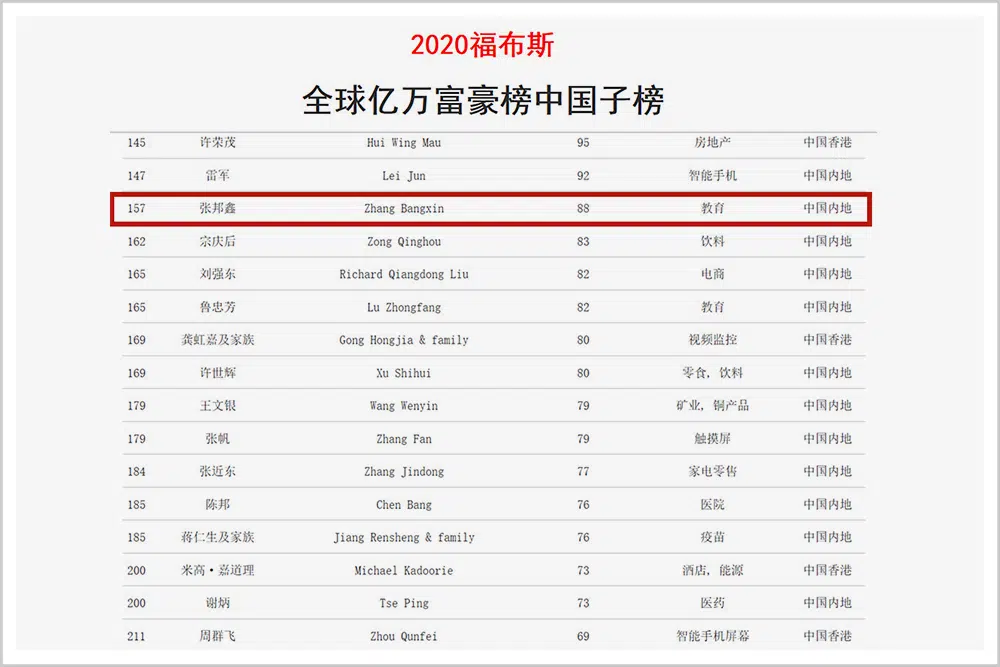 2020福布斯
全球亿万富豪榜中国子榜
145 许荣茂 Hui Wing Mau 95 房地产 中国香港
147 雷军 Lei Jun 92 智能手机 中国内地
157 张邦鑫 Zhang Bangxin 88 教育 中国内地
162 宗庆后 Zong Qinghou 83 饮料 中国内地
165 刘强东 Richard Qiangdong Liu 82 电商 中国内地
165 鲁忠芳 Lu Zhongfang 82 教育 中国内地
169 龚虹嘉及家族 Gong Hongjia & family 80 视频监控 中国香港
169 许世辉 Xu Shihui 80 零食, 饮料 中国内地
179 王文银 Wang Wenyin 79 矿业, 铜产品 中国内地
179 张帆 Zhang Fan 79 触摸屏 中国内地
184 张近东 Zhang Jindong 77 家电零售 中国内地
185 陈邦 Chen Bang 76 医院 中国内地
185 蒋仁生及家族 Jiang Rensheng & family 76 疫苗 中国内地
200 米高·嘉道理 Michael Kadoorie 73 酒店, 能源 中国香港
200 谢炳 Tse Ping 73 医药 中国内地
211 周群飞 Zhou Qunfei 69 智能手机屏幕 中国香港